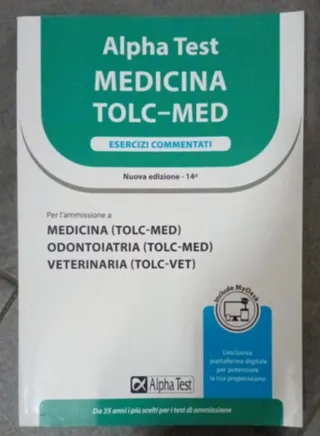 Alpha Test
MEDICINA
TOLC–MED
ESERCIZI COMMENTATI
Nuova edizione - 14ª
Per l'ammissione a
MEDICINA (TOLC-MED)
ODONTOIATRIA (TOLC-MED)
VETERINARIA (TOLC-VET)
Include MyDesk
L'esclusiva
piattaforma digitale
per potenziare
la tua preparazione
Alpha Test
Da 35 anni i più scelti per i test di ammissione